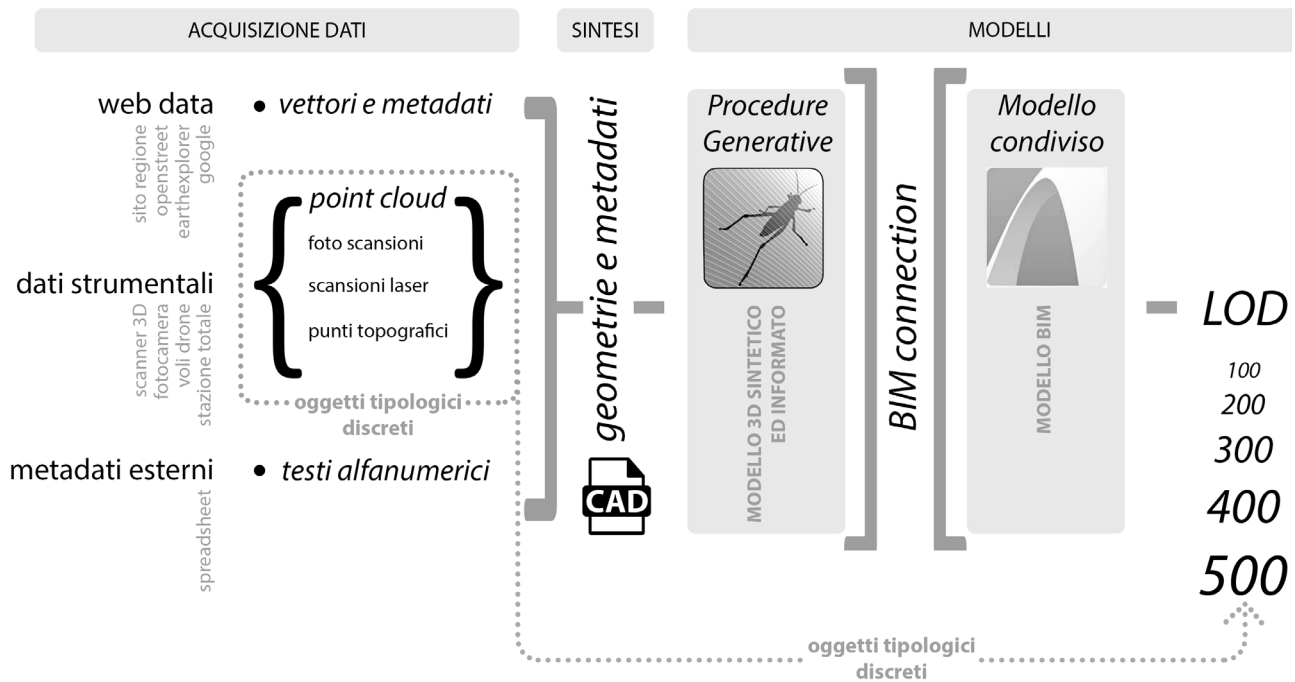 ACQUISIZIONE DATI
SINTESI
MODELLI
web data
• vettori e metadati
sito regione
openstreet
earthexplorer
google
point cloud
foto scansioni
scansioni laser
punti topografici
dati strumentali
scanner 3D
fotocamera
voli drone
stazione totale
oggetti tipologici
discreti
metadati esterni
• testi alfanumerici
spreadsheet
geometrie e metadati
CAD
Procedure
Generative
MODELLO 3D SINTETICO
ED INFORMATO
BIM connection
Modello
condiviso
MODELLO BIM
LOD
100
200
300
400
500
oggetti tipologici
discreti